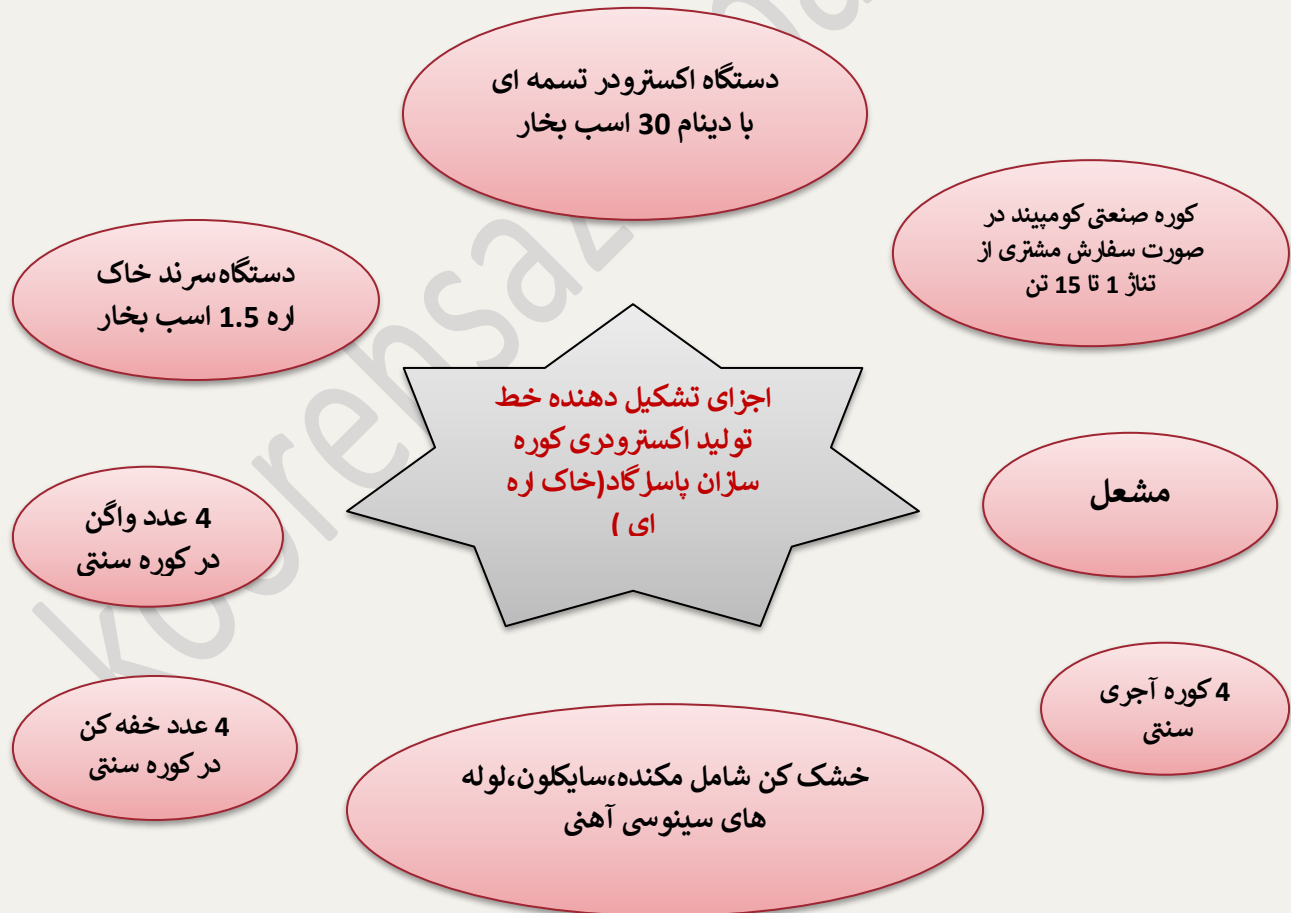 دستگاه اکسترودر تسمه ای
با دینام 30 اسب بخار
کوره صنعتی کومپیند در
صورت سفارش مشتری از
تناژ 1 تا 15 تن
دستگاه سرند خاک
اره 1.5 اسب بخار
اجزای تشکیل دهنده خط
تولید اکسترودری کوره
سازان پاسارگاد(خاک اره
ای )
مشعل
4 عدد واگن
در کوره سنتی
4 کوره آجری
سنتی
4 عدد خفه کن
در کوره سنتی
خشک کن شامل مکنده،سایکلون،لوله
های سینوسی آهنی